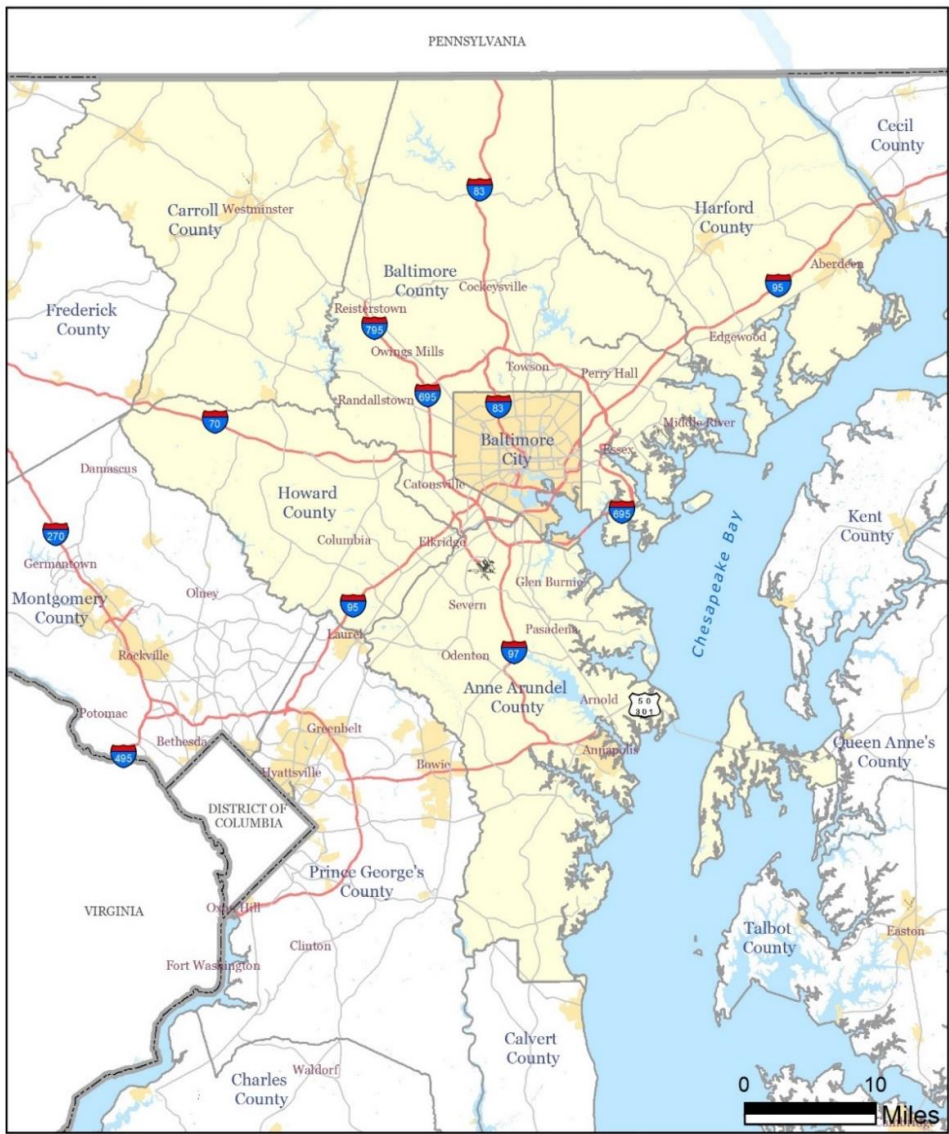 PENNSYLVANIA
Cecil
County
83
Carroll
County
Westminster
Harford
County
Baltimore
County
Cockeysville
Aberdeen
95
Frederick
County
Reisterstown
795
Edgewood
Owings Mills
Towson
Perry Hall
Randallstown
695
83
70
Middle River
Baltimore
City
Essex
Damascus
Catonsville
Howard
County
695
Kent
County
270
Columbia
Elkridge
Chesapeake Bay
Germantown
Glen Burnie
Montgomery
County
Olney
95
Severn
Laurel
Pasadena
Rockville
Odenton
97
Anne Arundel
County
Arnold
50
301
Potomac
Greenbelt
Bethesda
Annapolis
Queen Anne's
County
495
Hyattsville
Bowie
DISTRICT OF
COLUMBIA
Prince George's
County
VIRGINIA
Oxon Hill
Talbot
County
Easton
Clinton
Fort Washington
Calvert
County
Waldorf
Charles
County
0 10
Miles